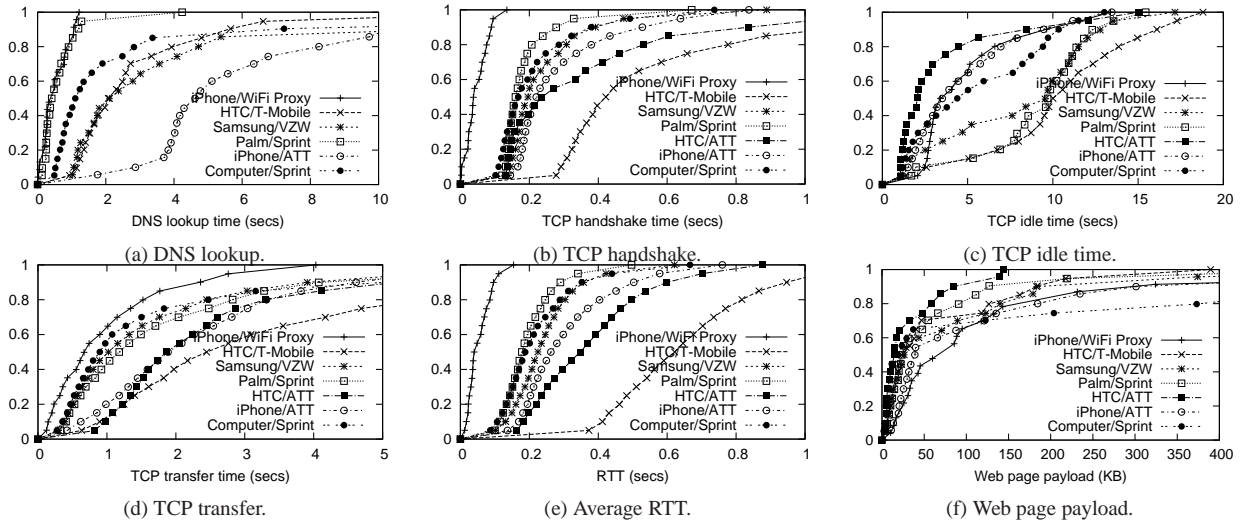 1
0.8
0.6
0.4
0.2
0
0 2 4 6 8 10
DNS lookup time (secs)
iPhone/WiFi Proxy
HTC/T-Mobile
Samsung/VZW
Palm/Sprint
iPhone/ATT
Computer/Sprint
(a) DNS lookup.
1
0.8
0.6
0.4
0.2
0
0 0.2 0.4 0.6 0.8 1
TCP handshake time (secs)
iPhone/WiFi Proxy
HTC/T-Mobile
Samsung/VZW
Palm/Sprint
HTC/ATT
iPhone/ATT
Computer/Sprint
(b) TCP handshake.
1
0.8
0.6
0.4
0.2
0
0 5 10 15 20
TCP idle time (secs)
iPhone/WiFi Proxy
HTC/T-Mobile
Samsung/VZW
Palm/Sprint
HTC/ATT
iPhone/ATT
Computer/Sprint
(c) TCP idle time.
1
0.8
0.6
0.4
0.2
0
0 1 2 3 4 5
TCP transfer time (secs)
iPhone/WiFi Proxy
HTC/T-Mobile
Samsung/VZW
Palm/Sprint
HTC/ATT
iPhone/ATT
Computer/Sprint
(d) TCP transfer.
1
0.8
0.6
0.4
0.2
0
0 0.2 0.4 0.6 0.8 1
RTT (secs)
iPhone/WiFi Proxy
HTC/T-Mobile
Samsung/VZW
Palm/Sprint
HTC/ATT
iPhone/ATT
Computer/Sprint
(e) Average RTT.
1
0.8
0.6
0.4
0.2
0
0 50 100 150 200 250 300 350 400
Web page payload (KB)
iPhone/WiFi Proxy
HTC/T-Mobile
Samsung/VZW
Palm/Sprint
HTC/ATT
iPhone/ATT
Computer/Sprint
(f) Web page payload.